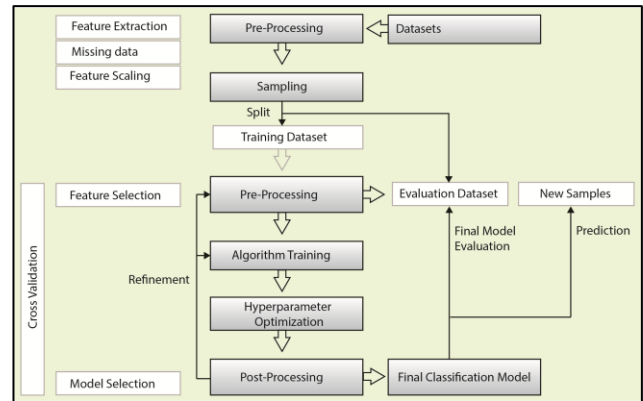 Feature Extraction
Missing data
Feature Scaling
Pre-Processing
Datasets
Sampling
Split
Training Dataset
Feature Selection
Pre-Processing
Evaluation Dataset
New Samples
Final Model
Evaluation
Prediction
Algorithm Training
Refinement
Cross Validation
Hyperparameter
Optimization
Model Selection
Post-Processing
Final Classification Model